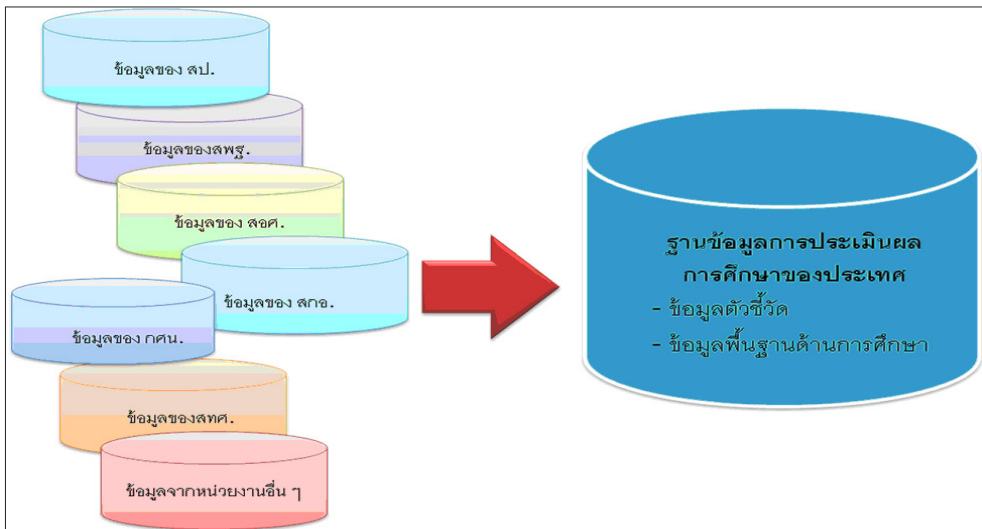 ข้อมูลของ สป.
ข้อมูลของสพฐ.
ข้อมูลของ สอศ.
ข้อมูลของ สกอ.
ข้อมูลของ กศน.
ข้อมูลของสทศ.
ข้อมูลจากหน่วยงานอื่น ๆ
ฐานข้อมูลการประเมินผล
การศึกษาของประเทศ
- ข้อมูลตัวชี้วัด
- ข้อมูลพื้นฐานด้านการศึกษา